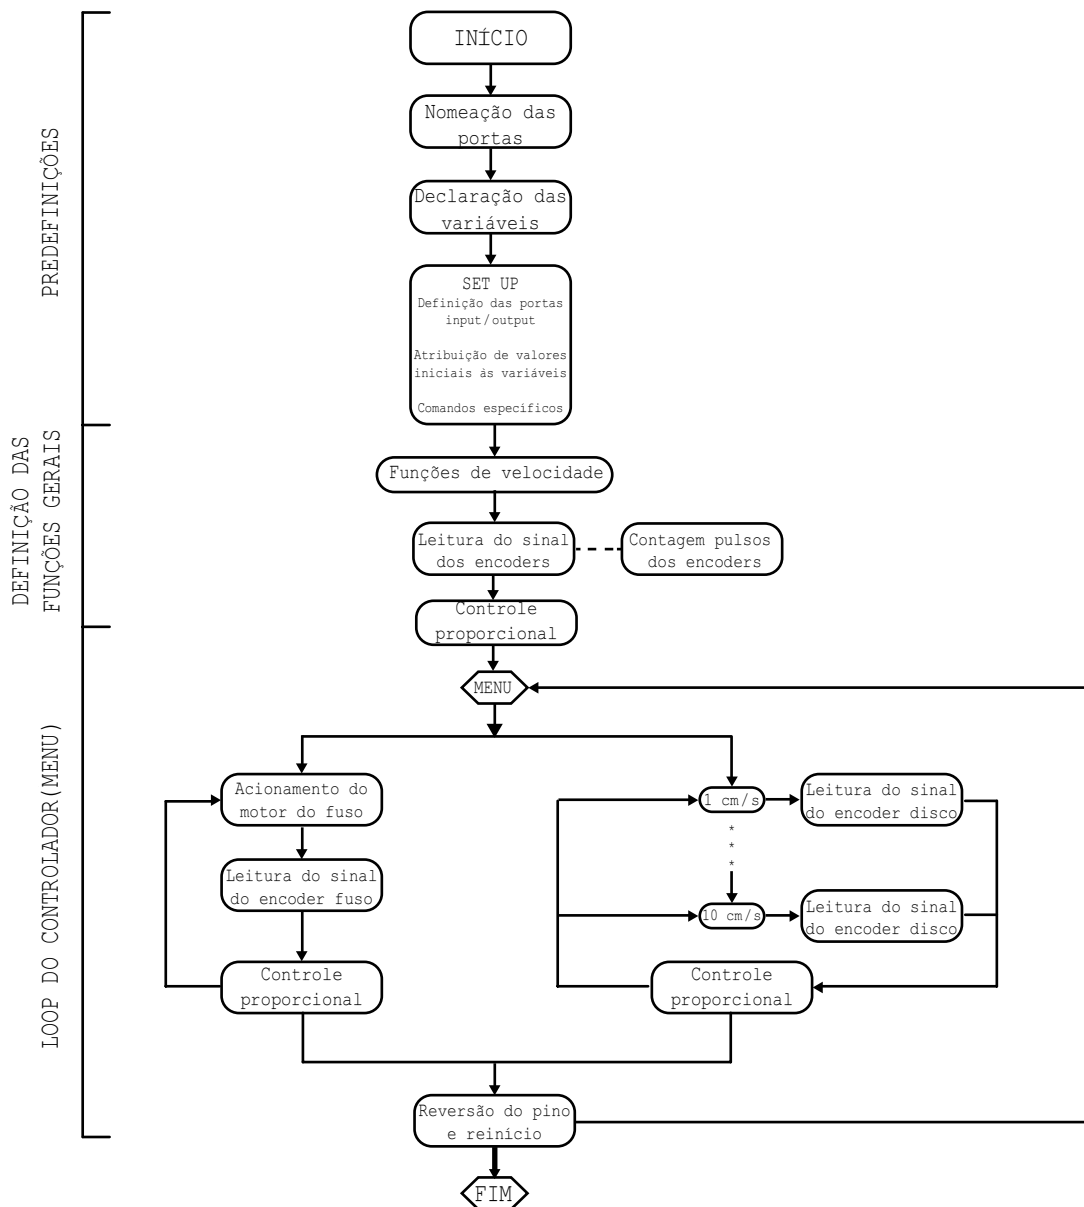 INÍCIO
Nomeação das
portas
Declaração das
variáveis
SET UP
Definição das portas
input/output
Atribuição de valores
iniciais às variáveis
Comandos específicos
PREDEFINIÇÕES
Funções de velocidade
Leitura do sinal
dos encoders
Contagem pulsos
dos encoders
Controle
proporcional
DEFINIÇÃO DAS
FUNÇÕES GERAIS
MENU
Acionamento do
motor do fuso
Leitura do sinal
do encoder fuso
Controle
proporcional
1 cm/s
Leitura do sinal
do encoder disco
*
*
*
10 cm/s
Leitura do sinal
do encoder disco
Controle
proporcional
LOOP DO CONTROLADOR(MENU)
Reversão do pino
e reinício
FIM